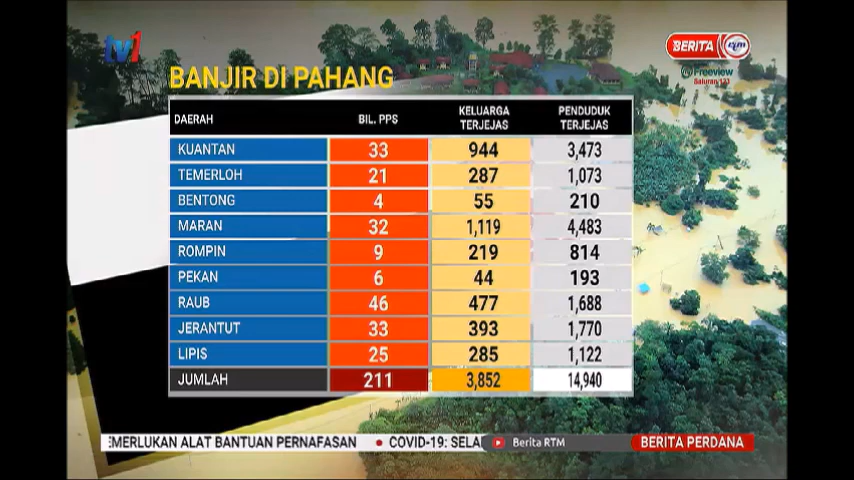 tv1
BERITA rtm
Freeview
Saluran 123
BANJIR DI PAHANG
DAERAH BIL. PPS KELUARGA TERJEJAS PENDUDUK TERJEJAS
KUANTAN 33 944 3,473
TEMERLOH 21 287 1,073
BENTONG 4 55 210
MARAN 32 1,119 4,483
ROMPIN 9 219 814
PEKAN 6 44 193
RAUB 46 477 1,688
JERANTUT 33 393 1,770
LIPIS 25 285 1,122
JUMLAH 211 3,852 14,940
EMERLUKAN ALAT BANTUAN PERNAFASAN • COVID-19: SELA Berita RTM BERITA PERDANA